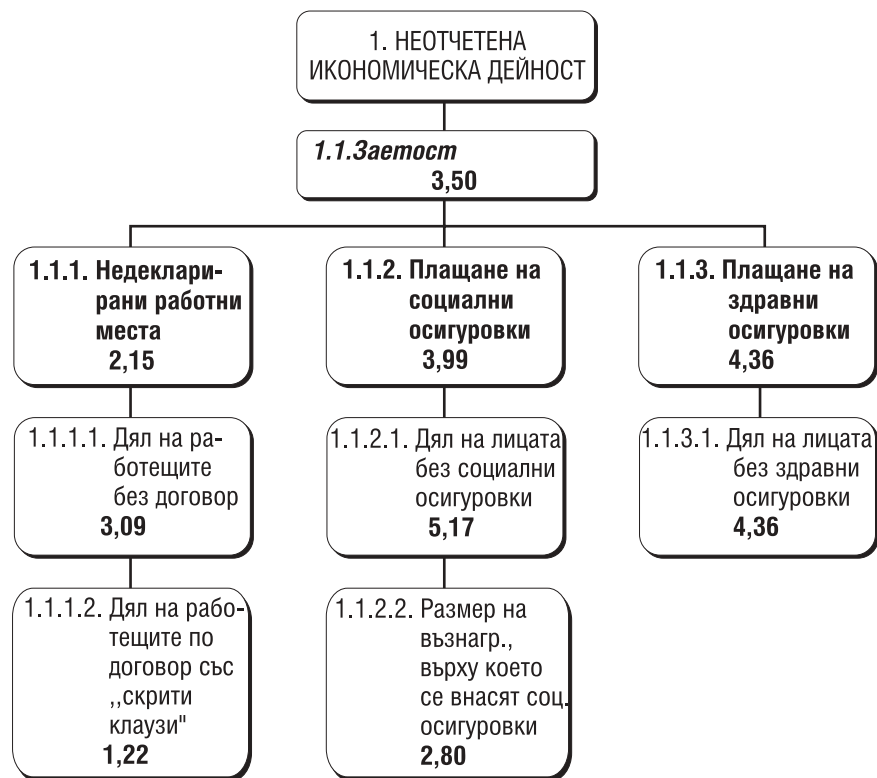 1. НЕОТЧЕТЕНА
ИКОНОМИЧЕСКА ДЕЙНОСТ
1.1.Заетост
3,50
1.1.1. Недеклари-
рани работни
места
2,15
1.1.2. Плащане на
социални
осигуровки
3,99
1.1.3. Плащане на
здравни
осигуровки
4,36
1.1.1.1. Дял на ра-
ботещите
без договор
3,09
1.1.2.1. Дял на лицата
без социални
осигуровки
5,17
1.1.3.1. Дял на лицата
без здравни
осигуровки
4,36
1.1.1.2. Дял на рабо-
тещите по
договор със
,,скрити
клаузи"
1,22
1.1.2.2. Размер на
възнагр.,
върху което
се внасят соц.
осигуровки
2,80